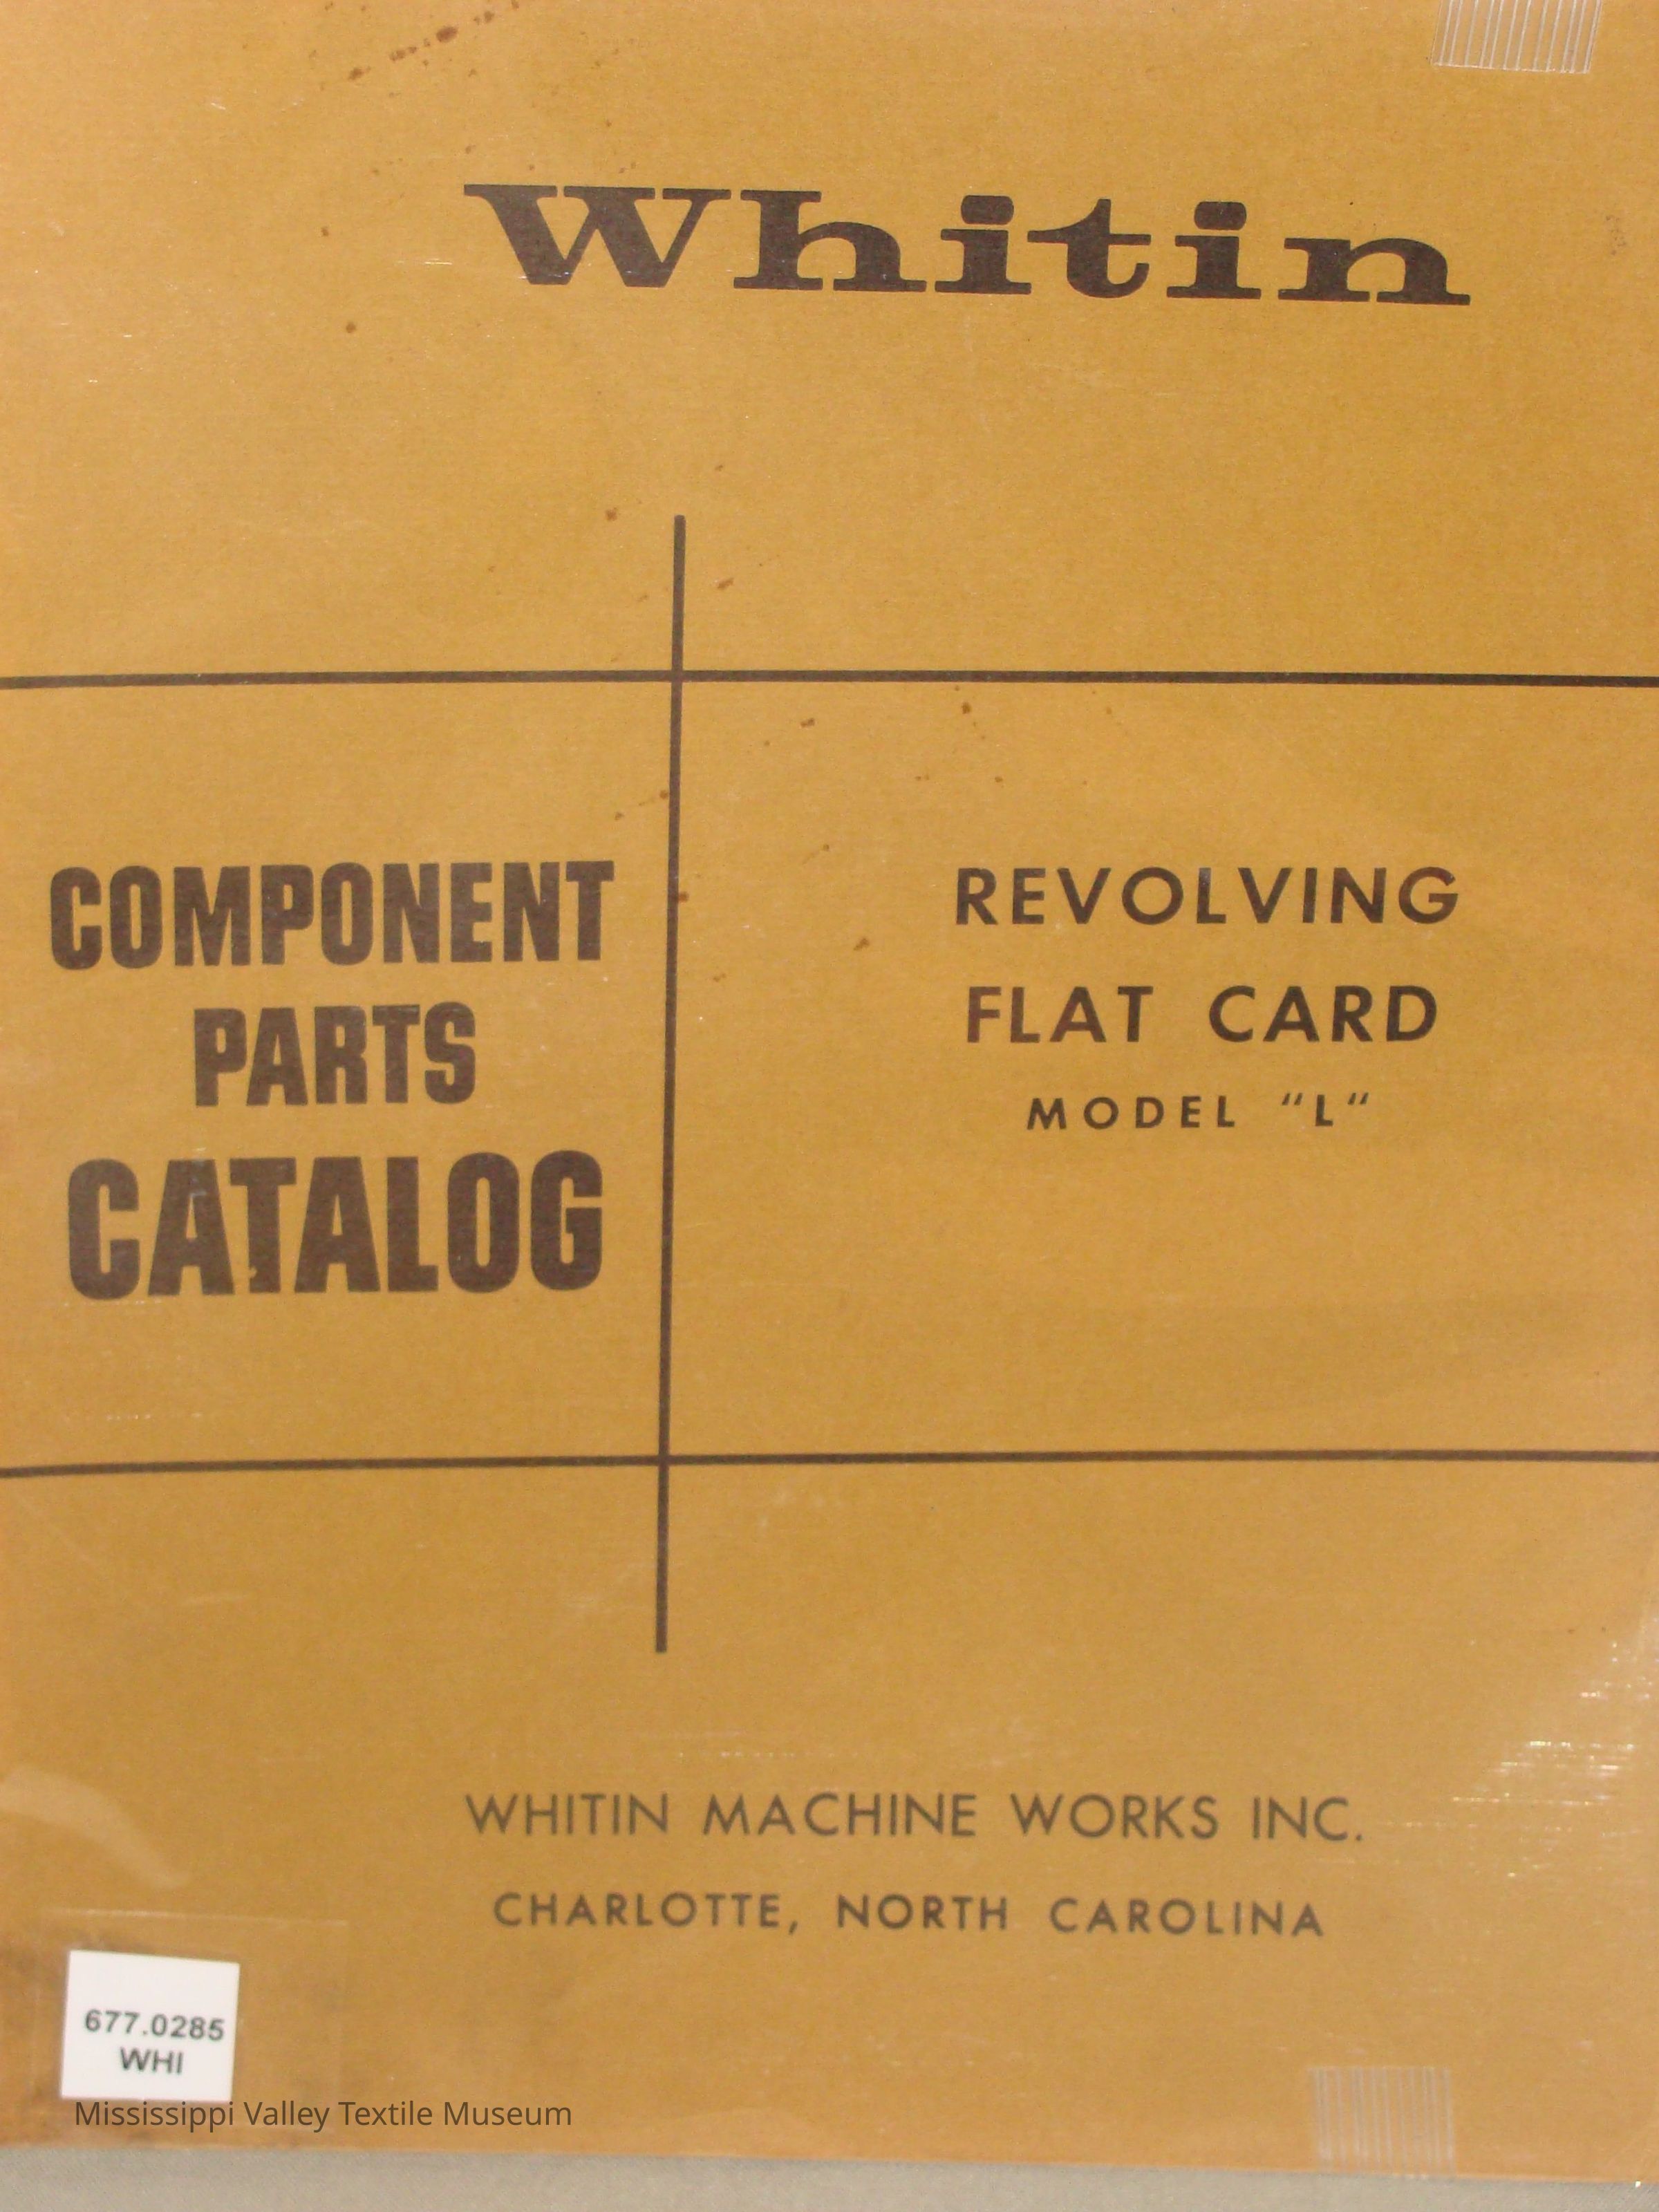 Whitin
COMPONENT
PARTS
CATALOG
REVOLVING
FLAT CARD
MODEL "L"
WHITIN MACHINE WORKS INC.
CHARLOTTE, NORTH CAROLINA
677.0285
WHI
Mississippi Valley Textile Museum